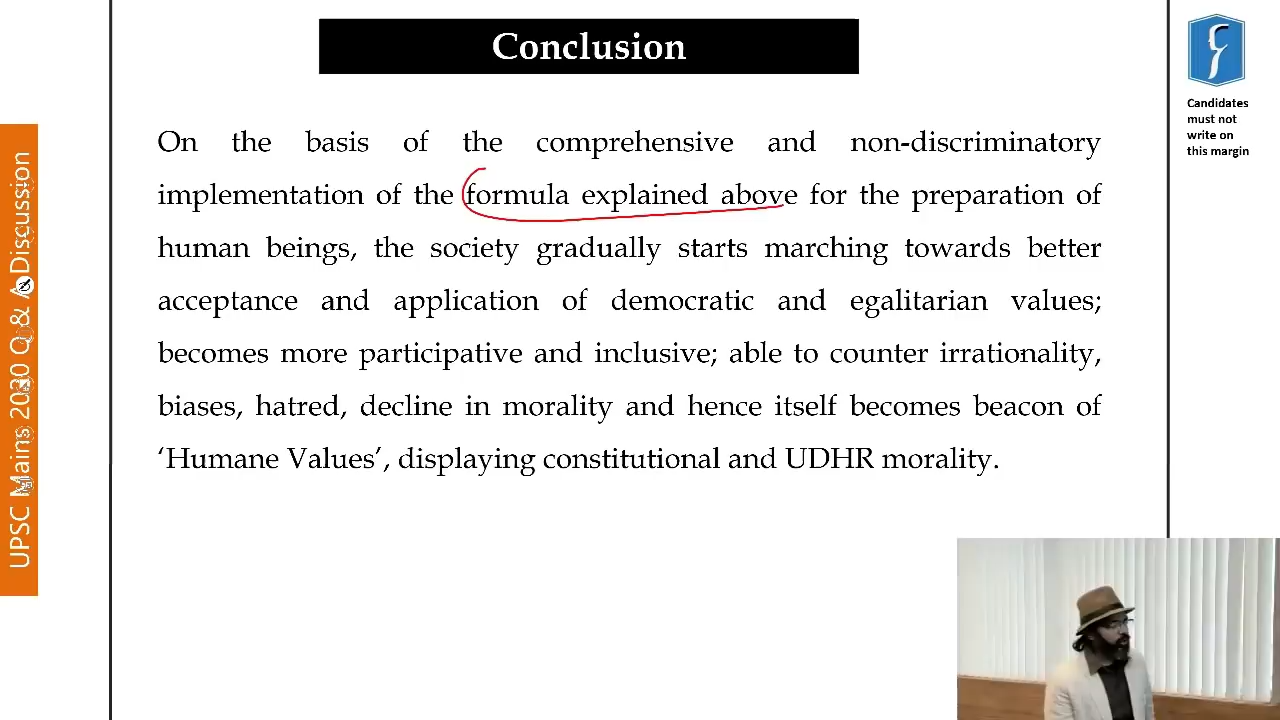 Conclusion
On the basis of the comprehensive and non-discriminatory
implementation of the formula explained above for the preparation of
human beings, the society gradually starts marching towards better
acceptance and application of democratic and egalitarian values;
becomes more participative and inclusive; able to counter irrationality,
biases, hatred, decline in morality and hence itself becomes beacon of
‘Humane Values’, displaying constitutional and UDHR morality.
Candidates
must not
write on
this margin
UPSC Mains 2020 Q & A Discussion